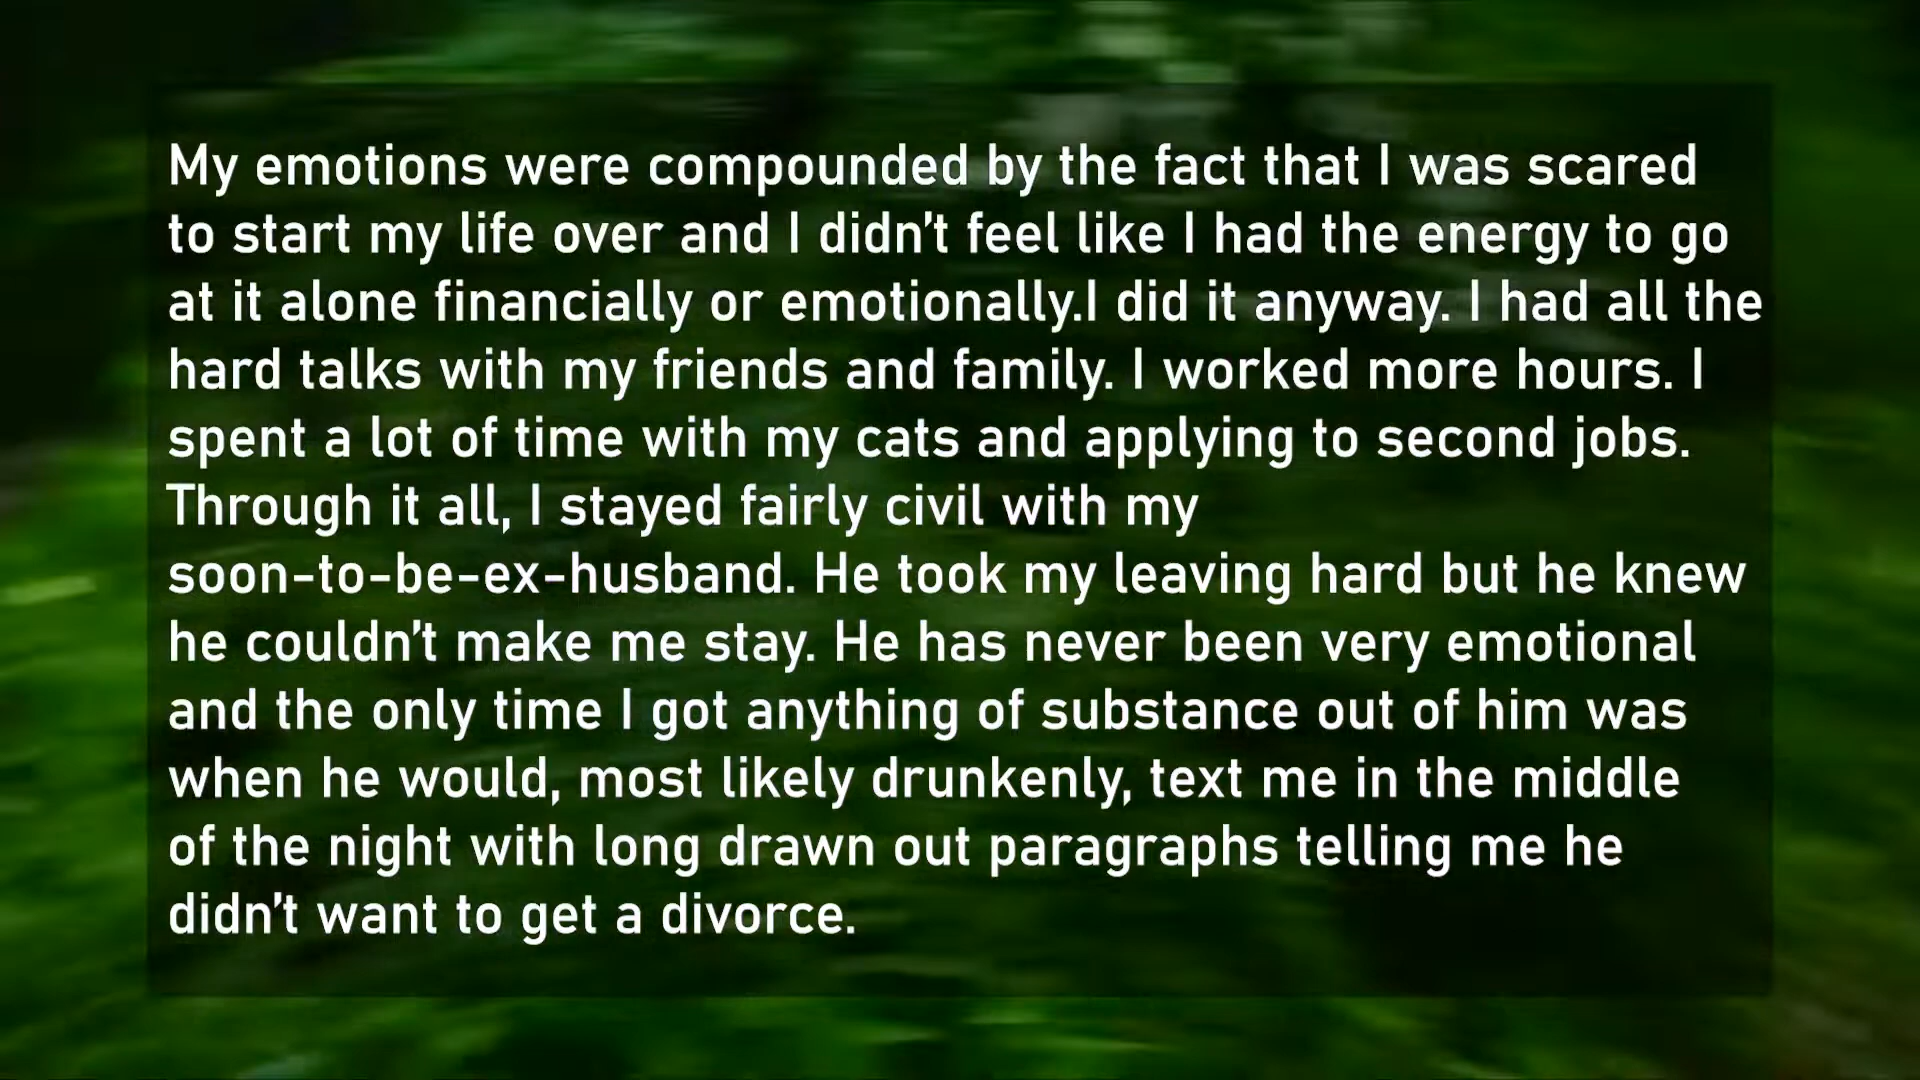 My emotions were compounded by the fact that I was scared
to start my life over and I didn’t feel like I had the energy to go
at it alone financially or emotionally.I did it anyway. I had all the
hard talks with my friends and family. I worked more hours. I
spent a lot of time with my cats and applying to second jobs.
Through it all, I stayed fairly civil with my
soon-to-be-ex-husband. He took my leaving hard but he knew
he couldn’t make me stay. He has never been very emotional
and the only time I got anything of substance out of him was
when he would, most likely drunkenly, text me in the middle
of the night with long drawn out paragraphs telling me he
didn’t want to get a divorce.